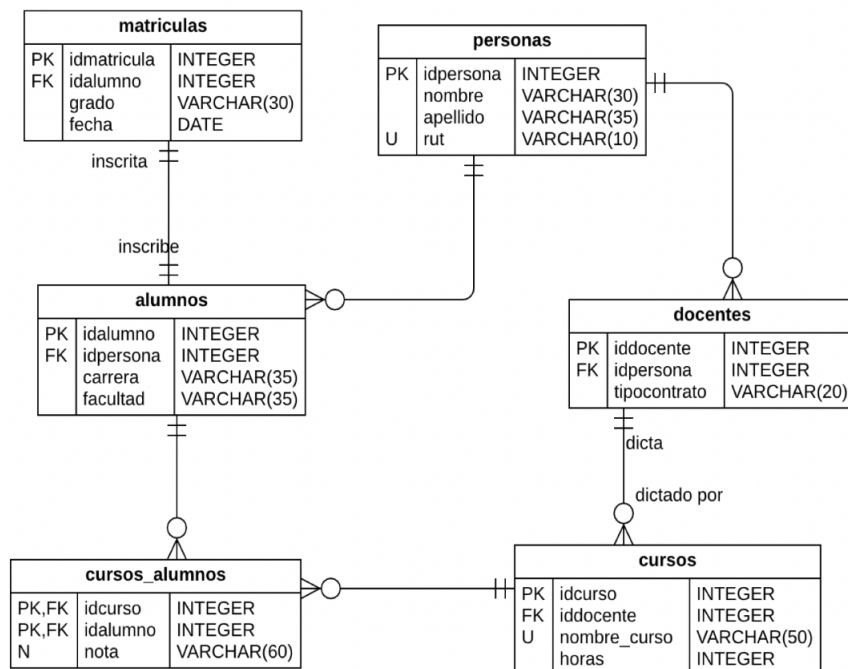 matriculas
PK idmatricula INTEGER
FK idalumno INTEGER
grado VARCHAR(30)
fecha DATE
personas
PK idpersona INTEGER
nombre VARCHAR(30)
apellido VARCHAR(35)
U rut VARCHAR(10)
inscrita
inscribe
alumnos
PK idalumno INTEGER
FK idpersona INTEGER
carrera VARCHAR(35)
facultad VARCHAR(35)
docentes
PK iddocente INTEGER
FK idpersona INTEGER
tipocontrato VARCHAR(20)
dicta
dictado por
cursos_alumnos
PK,FK idcurso INTEGER
PK,FK idalumno INTEGER
N nota VARCHAR(60)
cursos
PK idcurso INTEGER
FK iddocente INTEGER
U nombre_curso VARCHAR(50)
horas INTEGER